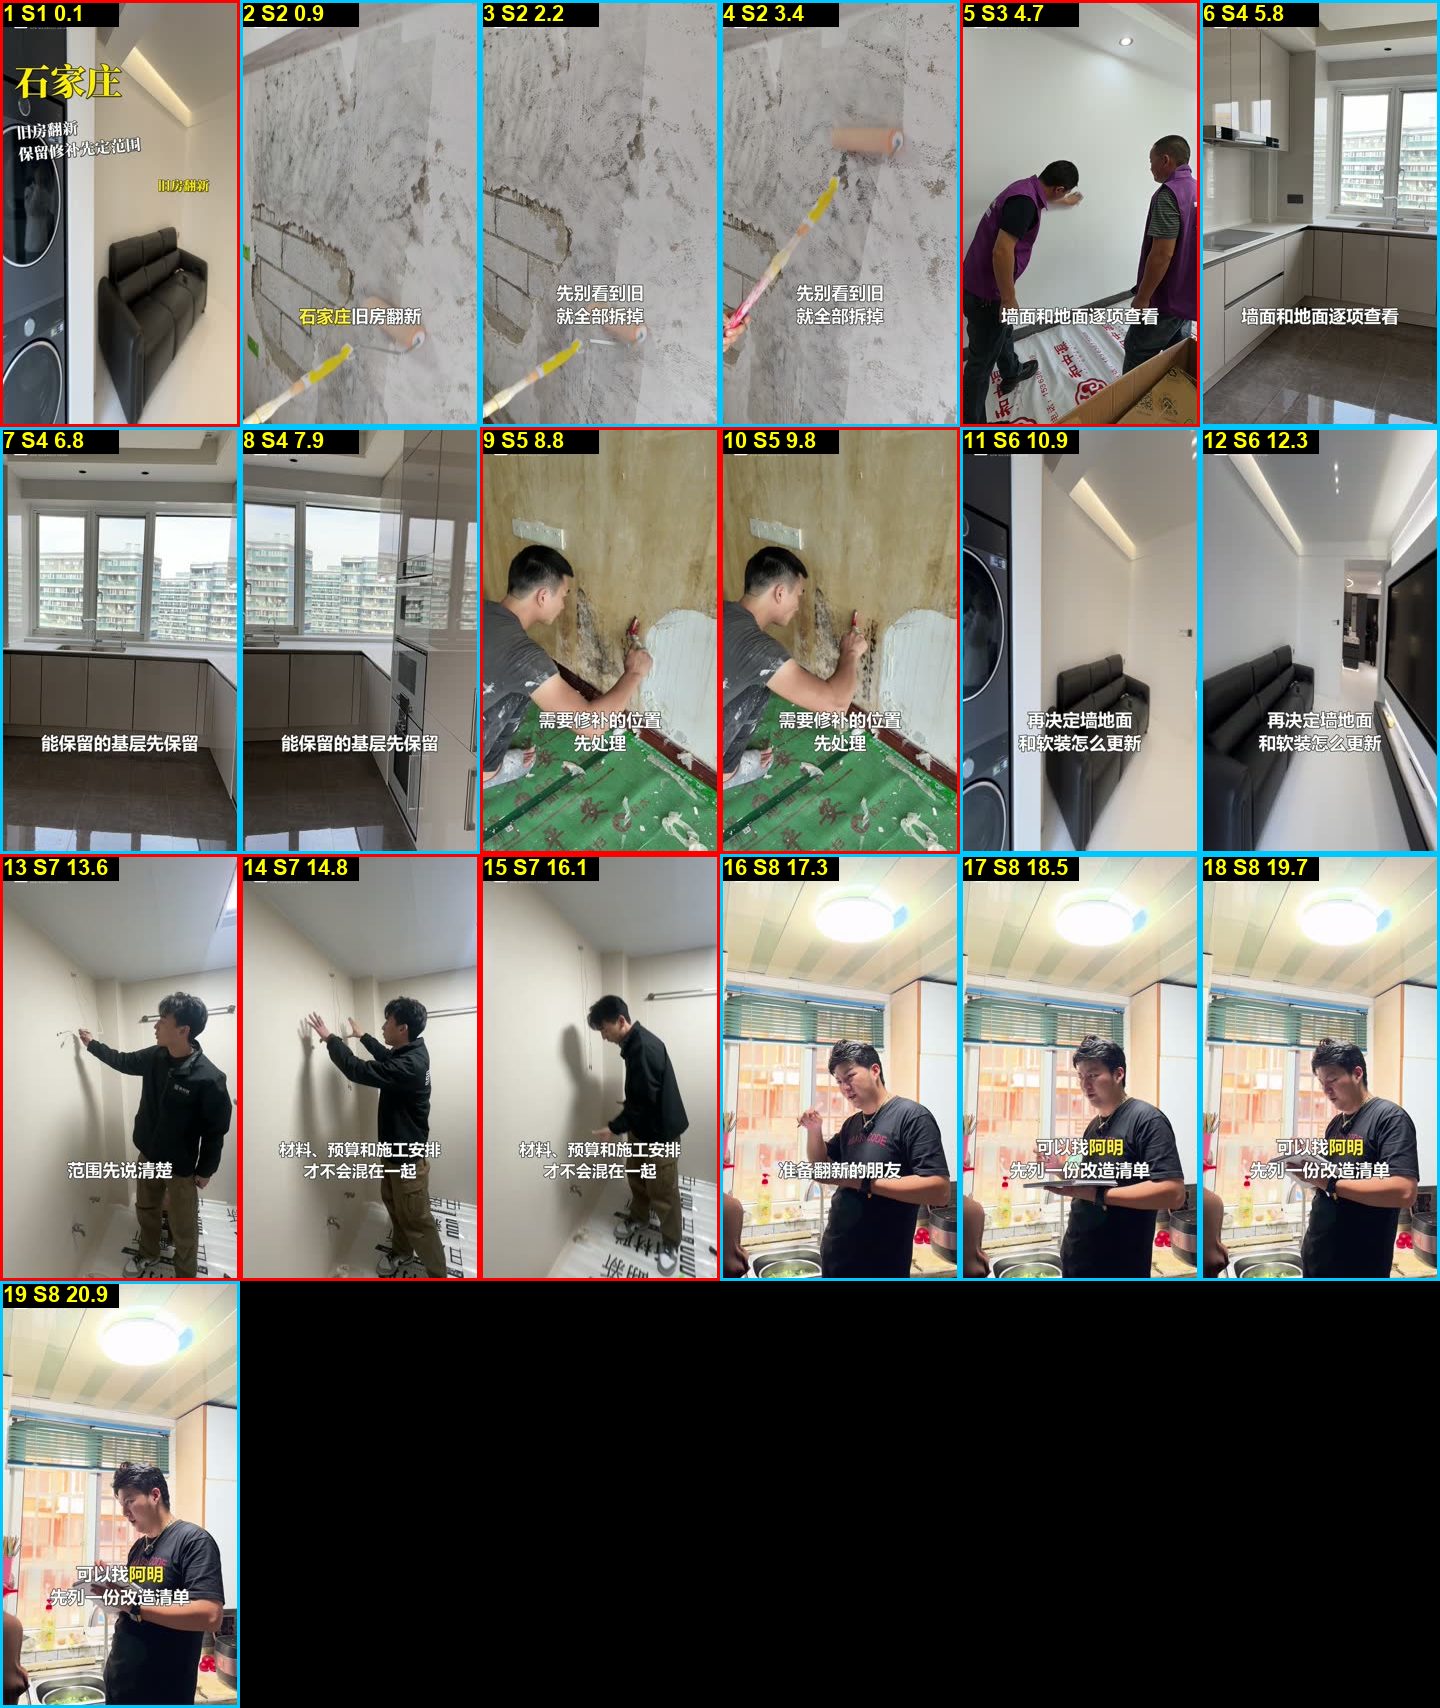 1 S1 0.1
石家庄
旧房翻新
保留修补先定范围
旧房翻新
2 S2 0.9
石家庄旧房翻新
3 S2 2.2
先别看到旧
就全部拆掉
4 S2 3.4
先别看到旧
就全部拆掉
5 S3 4.7
墙面和地面逐项查看
6 S4 5.8
墙面和地面逐项查看
7 S4 6.8
能保留的基层先保留
8 S4 7.9
能保留的基层先保留
9 S5 8.8
需要修补的位置
先处理
10 S5 9.8
需要修补的位置
先处理
11 S6 10.9
再决定墙地面
和软装怎么更新
12 S6 12.3
再决定墙地面
和软装怎么更新
13 S7 13.6
范围先说清楚
14 S7 14.8
材料、预算和施工安排
才不会混在一起
15 S7 16.1
材料、预算和施工安排
才不会混在一起
16 S8 17.3
准备翻新的朋友
17 S8 18.5
可以找阿明
先列一份改造清单
18 S8 19.7
可以找阿明
先列一份改造清单
19 S8 20.9
可以找阿明
先列一份改造清单